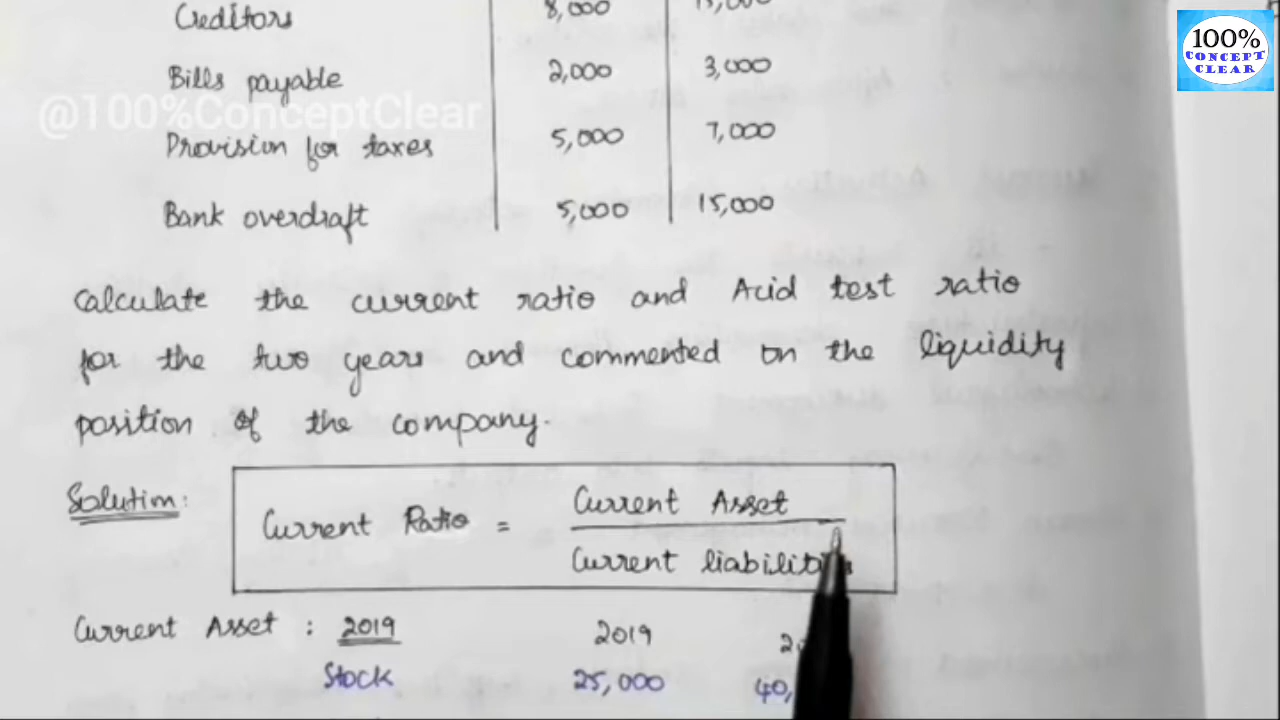 Creditors 8,000
Bills payable 2,000 3,000
@100%ConceptClear
Provision for taxes 5,000 7,000
Bank overdraft 5,000 15,000
Calculate the current ratio and Acid test ratio
for the two years and commented on the liquidity
position of the company.
Solution:
Current Ratio = Current Asset
Current
Current Asset : 2019 2019
Stock 25,000
100%
CONCEPT
CLEAR